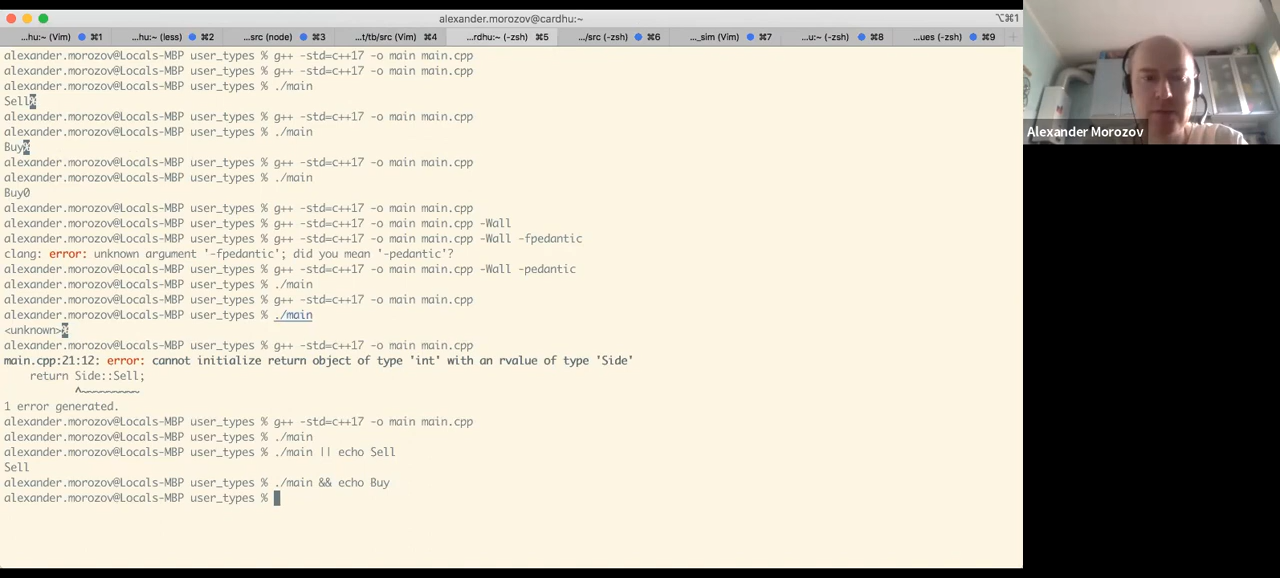 alexander.morozov@cardhu:~
⌥⌘1
...hu:~ (Vim) ⌘1 ...hu:~ (less) ⌘2 ...src (node) ⌘3 ...t/tb/src (Vim) ⌘4 ...rdhu:~ (-zsh) ⌘5 .../src (-zsh) ⌘6 ..._sim (Vim) ⌘7 ...u:~ (-zsh) ⌘8 ...ues (-zsh) ⌘9
alexander.morozov@Locals-MBP user_types % g++ -std=c++17 -o main main.cpp
alexander.morozov@Locals-MBP user_types % g++ -std=c++17 -o main main.cpp
alexander.morozov@Locals-MBP user_types % ./main
Sell%
alexander.morozov@Locals-MBP user_types % g++ -std=c++17 -o main main.cpp
alexander.morozov@Locals-MBP user_types % ./main
Buy%
alexander.morozov@Locals-MBP user_types % g++ -std=c++17 -o main main.cpp
alexander.morozov@Locals-MBP user_types % ./main
Buy0
alexander.morozov@Locals-MBP user_types % g++ -std=c++17 -o main main.cpp
alexander.morozov@Locals-MBP user_types % g++ -std=c++17 -o main main.cpp -Wall
alexander.morozov@Locals-MBP user_types % g++ -std=c++17 -o main main.cpp -Wall -fpedantic
clang: error: unknown argument '-fpedantic'; did you mean '-pedantic'?
alexander.morozov@Locals-MBP user_types % g++ -std=c++17 -o main main.cpp -Wall -pedantic
alexander.morozov@Locals-MBP user_types % ./main
alexander.morozov@Locals-MBP user_types % g++ -std=c++17 -o main main.cpp
alexander.morozov@Locals-MBP user_types % ./main
<unknown>%
alexander.morozov@Locals-MBP user_types % g++ -std=c++17 -o main main.cpp
main.cpp:21:12: error: cannot initialize return object of type 'int' with an rvalue of type 'Side'
return Side::Sell;
^~~~~~~~~~
1 error generated.
alexander.morozov@Locals-MBP user_types % g++ -std=c++17 -o main main.cpp
alexander.morozov@Locals-MBP user_types % ./main
alexander.morozov@Locals-MBP user_types % ./main || echo Sell
Sell
alexander.morozov@Locals-MBP user_types % ./main && echo Buy
alexander.morozov@Locals-MBP user_types %
Alexander Morozov